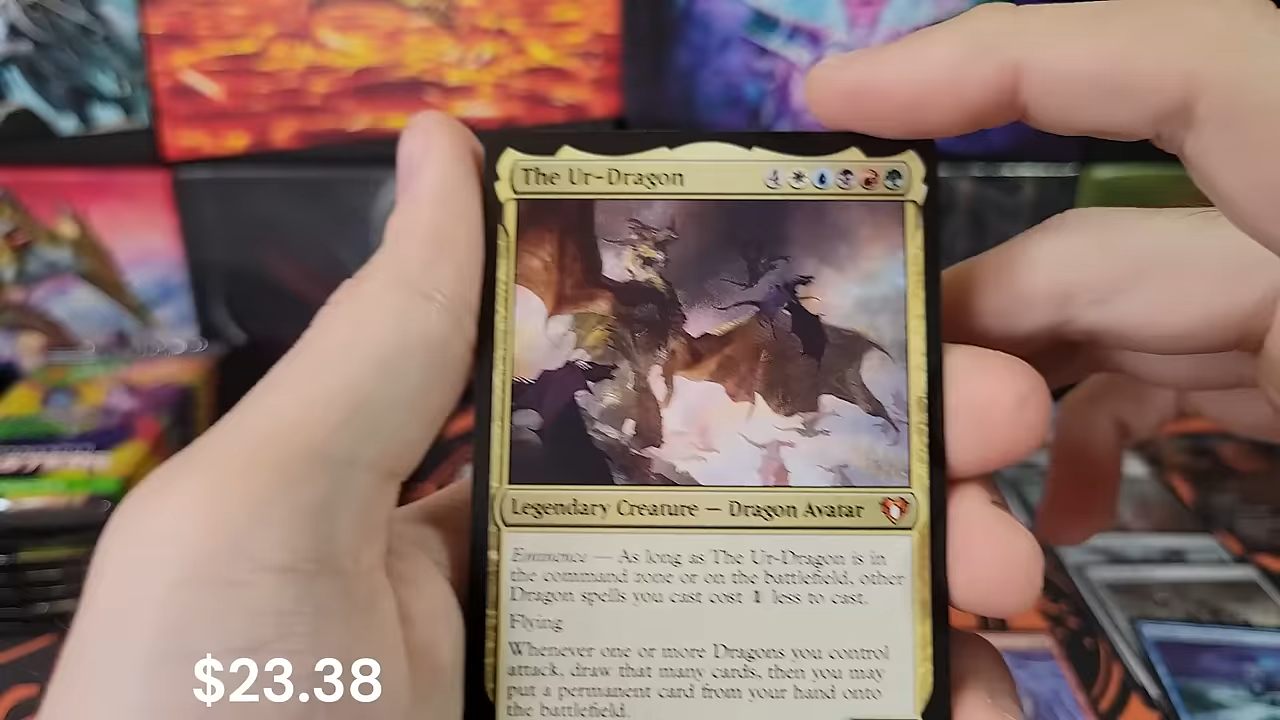 The Ur-Dragon
Legendary Creature — Dragon Avatar
Eminence — As long as The Ur-Dragon is in
the command zone or on the battlefield, other
Dragon spells you cast cost 1 less to cast.
Flying
Whenever one or more Dragons you control
attack, draw that many cards, then you may
put a permanent card from your hand onto
the battlefield.
$23.38